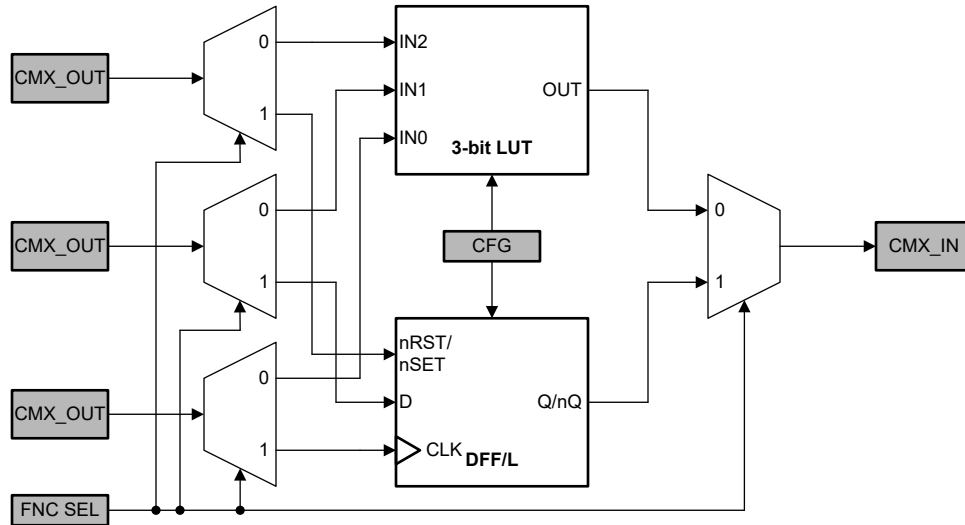 0
IN2
CMX_OUT
IN1
OUT
1
IN0
3-bit LUT
0
0
CMX_OUT
CFG
CMX_IN
1
1
nRST/
nSET
0
D
Q/nQ
CMX_OUT
1
CLK
DFF/L
FNC SEL